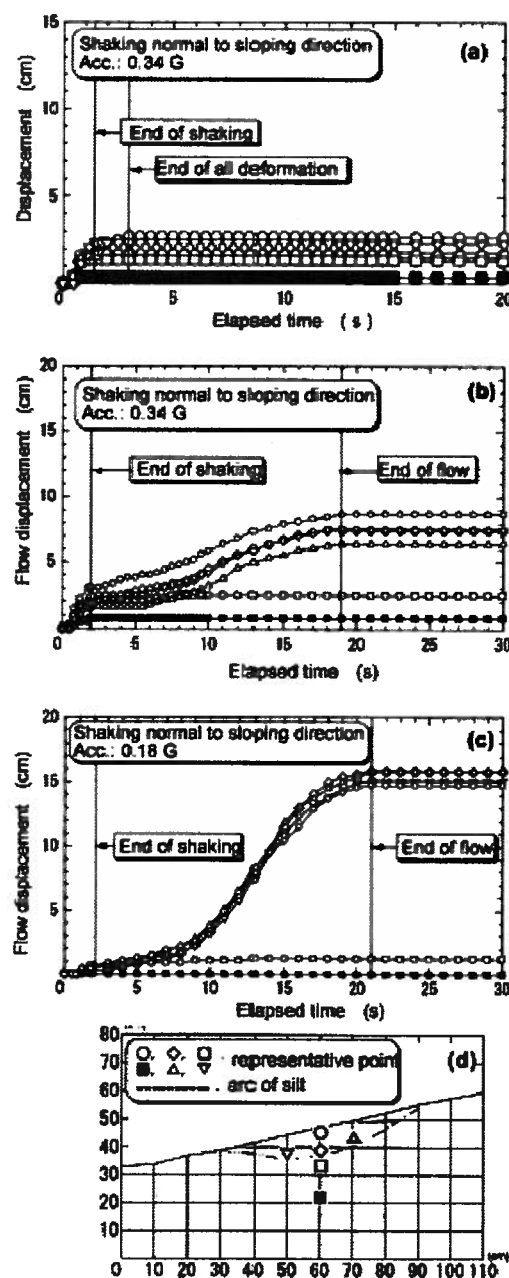 15
10
5
0
Displacement (cm)
Shaking normal to sloping direction
Acc.: 0.34 G
(a)
End of shaking
End of all deformation
0 5 10 15 20
Elapsed time (s)
20
15
10
5
0
Flow displacement (cm)
Shaking normal to sloping direction
Acc.: 0.34 G
(b)
End of shaking
End of flow
0 5 10 15 20 25 30
Elapsed time (s)
20
15
10
5
Flow displacement (cm)
Shaking normal to sloping direction
Acc.: 0.18 G
(c)
End of shaking
End of flow
0 5 10 15 20 25 30
Elapsed time (s)
80
70
60
50
40
30
20
10
representative point
arc of silt
(d)
0 10 20 30 40 50 60 70 80 90 100 110